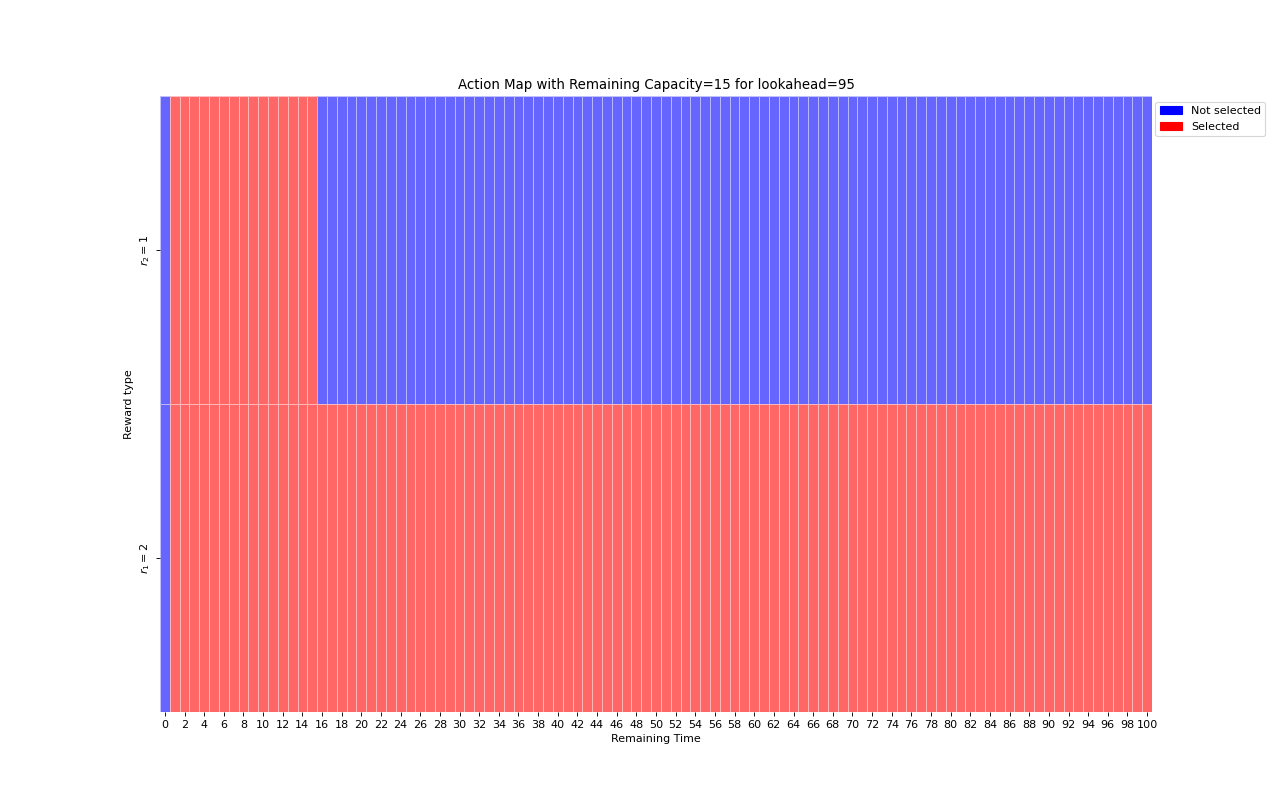 Action Map with Remaining Capacity=15 for lookahead=95
Not selected
Selected
r₂ = 1
Reward type
r₁ = 2
0 2 4 6 8 10 12 14 16 18 20 22 24 26 28 30 32 34 36 38 40 42 44 46 48 50 52 54 56 58 60 62 64 66 68 70 72 74 76 78 80 82 84 86 88 90 92 94 96 98 100
Remaining Time